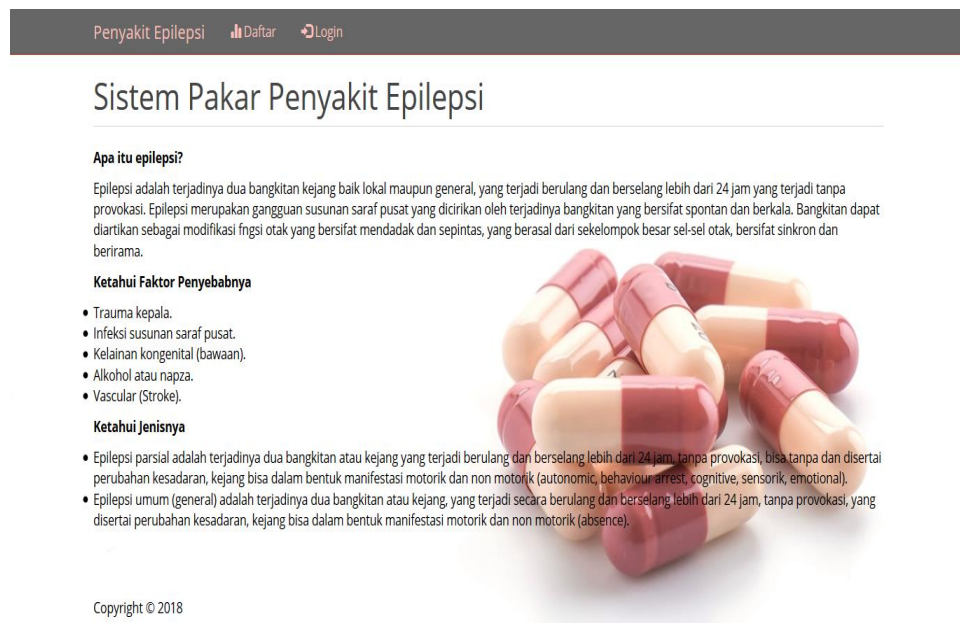 Penyakit Epilepsi Daftar Login
Sistem Pakar Penyakit Epilepsi
Apa itu epilepsi?
Epilepsi adalah terjadinya dua bangkitan kejang baik lokal maupun general, yang terjadi berulang dan berselang lebih dari 24 jam yang terjadi tanpa
provokasi. Epilepsi merupakan gangguan susunan saraf pusat yang dicirikan oleh terjadinya bangkitan yang bersifat spontan dan berkala. Bangkitan dapat
diartikan sebagai modifikasi fngsi otak yang bersifat mendadak dan sepintas, yang berasal dari sekelompok besar sel-sel otak, bersifat sinkron dan
berirama.
Ketahui Faktor Penyebabnya
• Trauma kepala.
• Infeksi susunan saraf pusat.
• Kelainan kongenital (bawaan).
• Alkohol atau napza.
• Vascular (Stroke).
Ketahui Jenisnya
• Epilepsi parsial adalah terjadinya dua bangkitan atau kejang yang terjadi berulang dan berselang lebih dari 24 jam, tanpa provokasi, bisa tanpa dan disertai
perubahan kesadaran, kejang bisa dalam bentuk manifestasi motorik dan non motorik (autonomic, behaviour arrest, cognitive, sensorik, emotional).
• Epilepsi umum (general) adalah terjadinya dua bangkitan atau kejang, yang terjadi secara berulang dan berselang lebih dari 24 jam, tanpa provokasi, yang
disertai perubahan kesadaran, kejang bisa dalam bentuk manifestasi motorik dan non motorik (absence).
Copyright © 2018